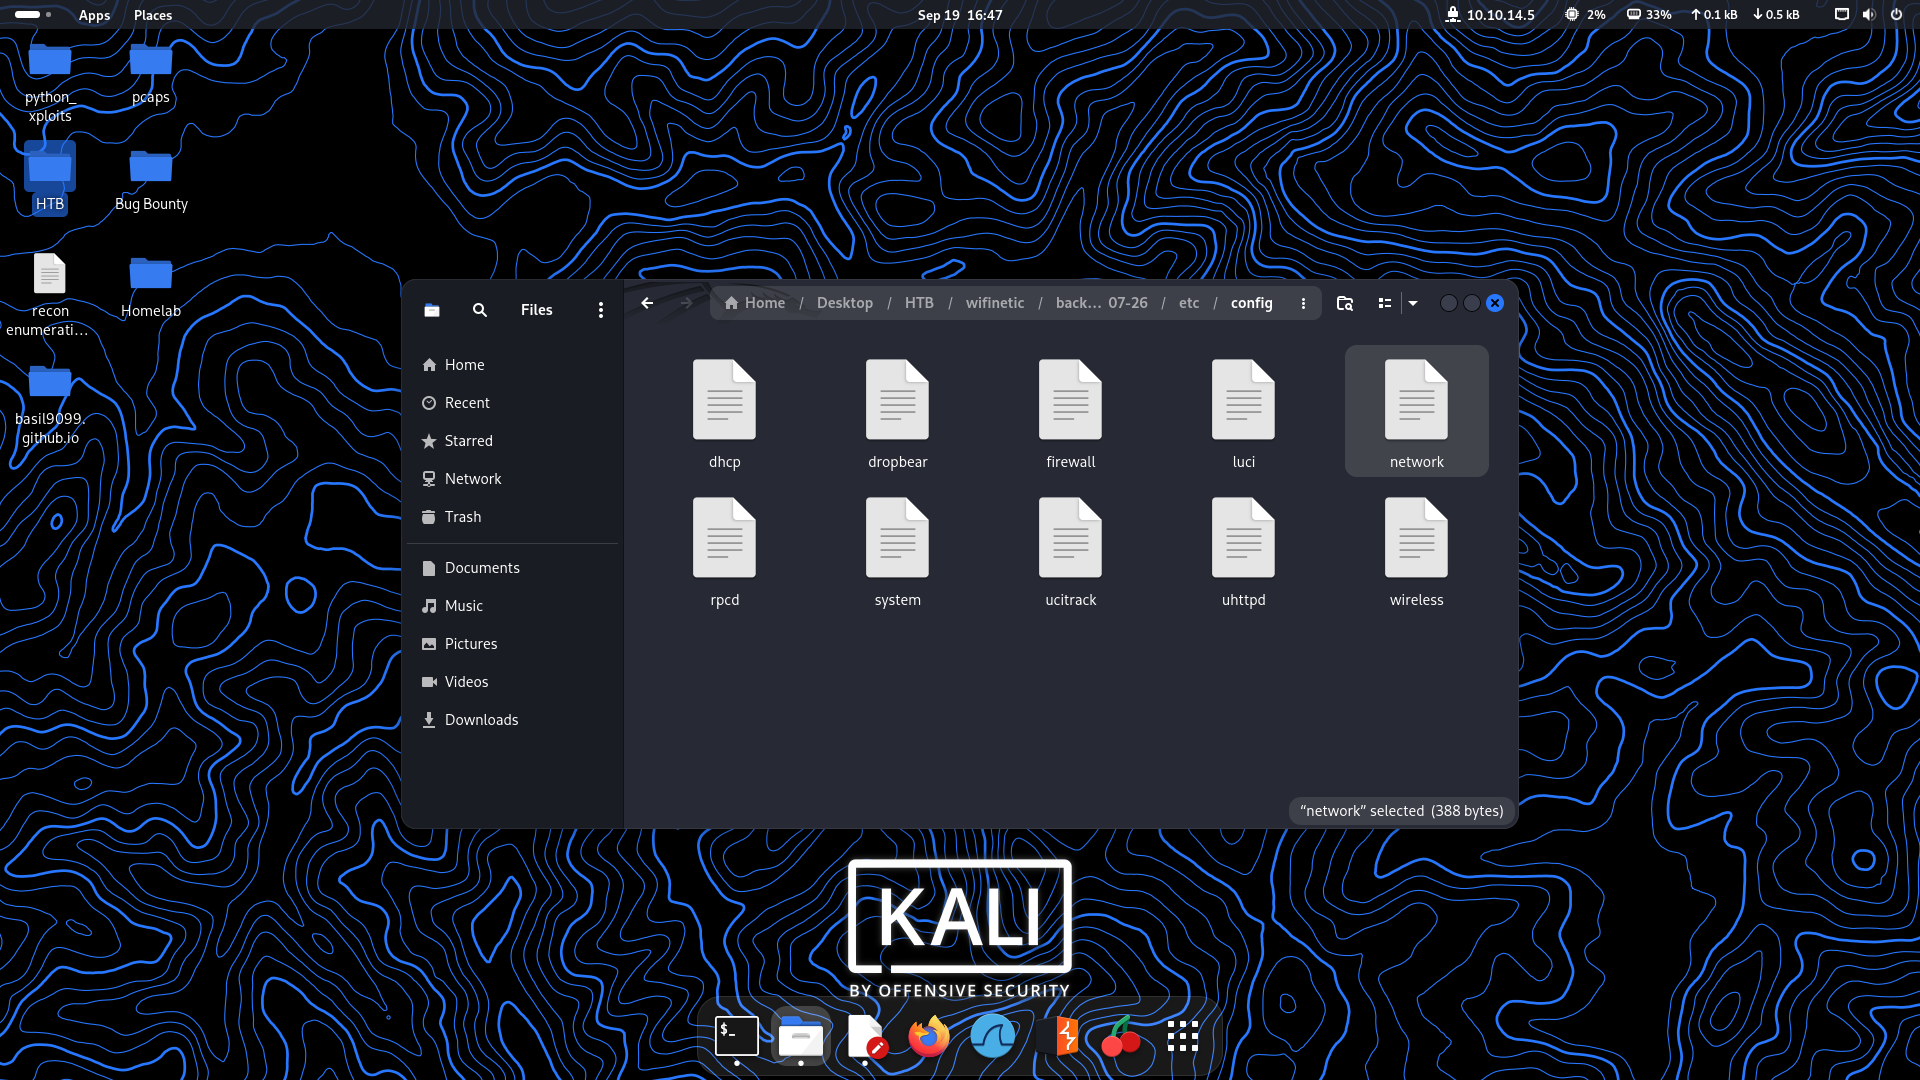 Apps Places Sep 19 16:47 10.10.14.5 2% 33% 0.1 kB 0.5 kB
python_
xploits
pcaps
HTB
Bug Bounty
recon
enumerati...
Homelab
basil9099.
github.io
Files
Home / Desktop / HTB / wifinetic / back... 07-26 / etc / config
Home
Recent
Starred
Network
Trash
Documents
Music
Pictures
Videos
Downloads
dhcp dropbear firewall luci network
rpcd system ucitrack uhttpd wireless
“network” selected (388 bytes)
KALI
BY OFFENSIVE SECURITY
$_